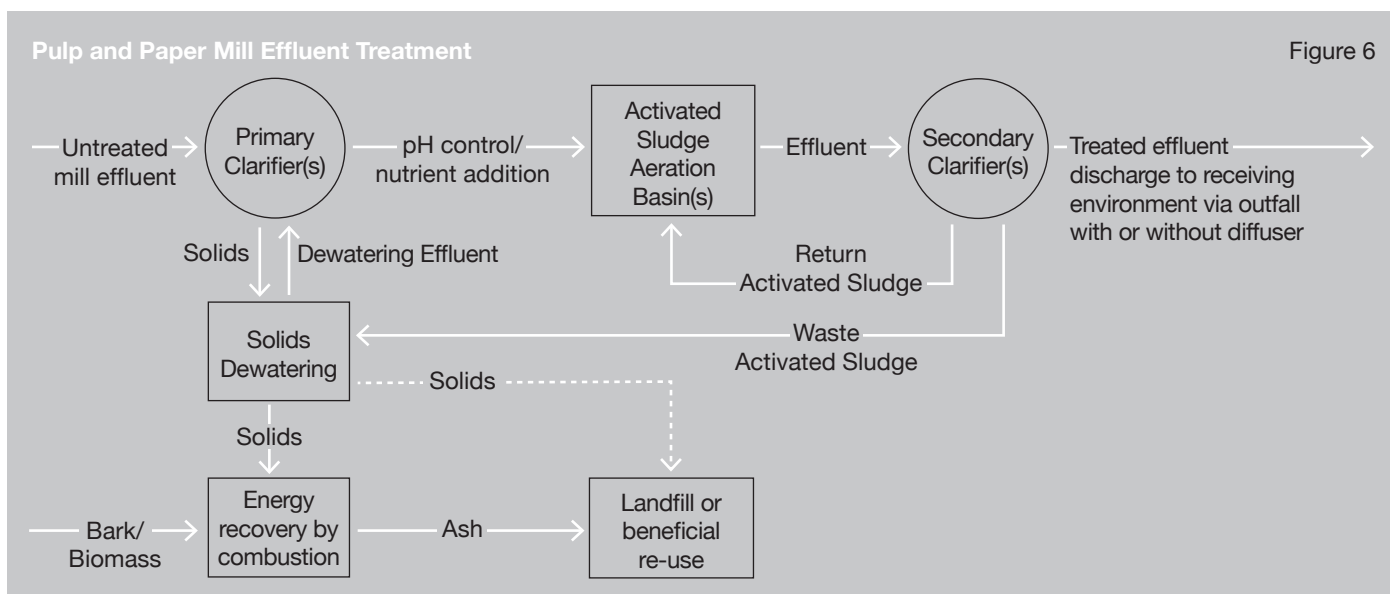 Pulp and Paper Mill Effluent Treatment
Figure 6
Untreated
mill effluent
Primary
Clarifier(s)
pH control/
nutrient addition
Activated
Sludge
Aeration
Basin(s)
Effluent
Secondary
Clarifier(s)
Treated effluent
discharge to receiving
environment via outfall
with or without diffuser
Solids
Dewatering Effluent
Return
Activated Sludge
Solids
Dewatering
Waste
Activated Sludge
Solids
Solids
Bark/
Biomass
Energy
recovery by
combustion
Ash
Landfill or
beneficial
re-use